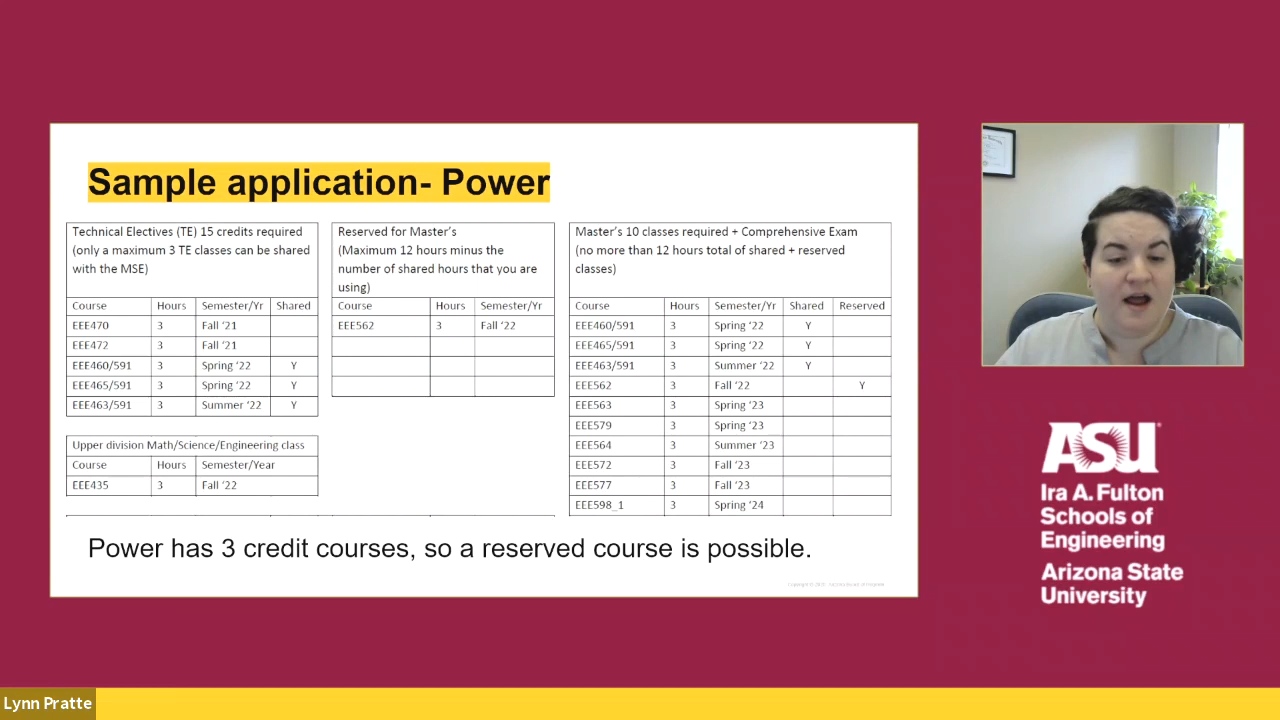 Sample application- Power
Technical Electives (TE) 15 credits required
(only a maximum 3 TE classes can be shared
with the MSE)
Course Hours Semester/Yr Shared
EEE470 3 Fall '21
EEE472 3 Fall '21
EEE460/591 3 Spring '22 Y
EEE465/591 3 Spring '22 Y
EEE463/591 3 Summer '22 Y
Upper division Math/Science/Engineering class
Course Hours Semester/Year
EEE435 3 Fall '22
Reserved for Master's
(Maximum 12 hours minus the
number of shared hours that you are
using)
Course Hours Semester/Yr
EEE562 3 Fall '22
Master's 10 classes required + Comprehensive Exam
(no more than 12 hours total of shared + reserved
classes)
Course Hours Semester/Yr Shared Reserved
EEE460/591 3 Spring '22 Y
EEE465/591 3 Spring '22 Y
EEE463/591 3 Summer '22 Y
EEE562 3 Fall '22 Y
EEE563 3 Spring '23
EEE579 3 Spring '23
EEE564 3 Summer '23
EEE572 3 Fall '23
EEE577 3 Fall '23
EEE598_1 3 Spring '24
Power has 3 credit courses, so a reserved course is possible.
ASU
Ira A. Fulton
Schools of
Engineering
Arizona State
University
Lynn Pratte